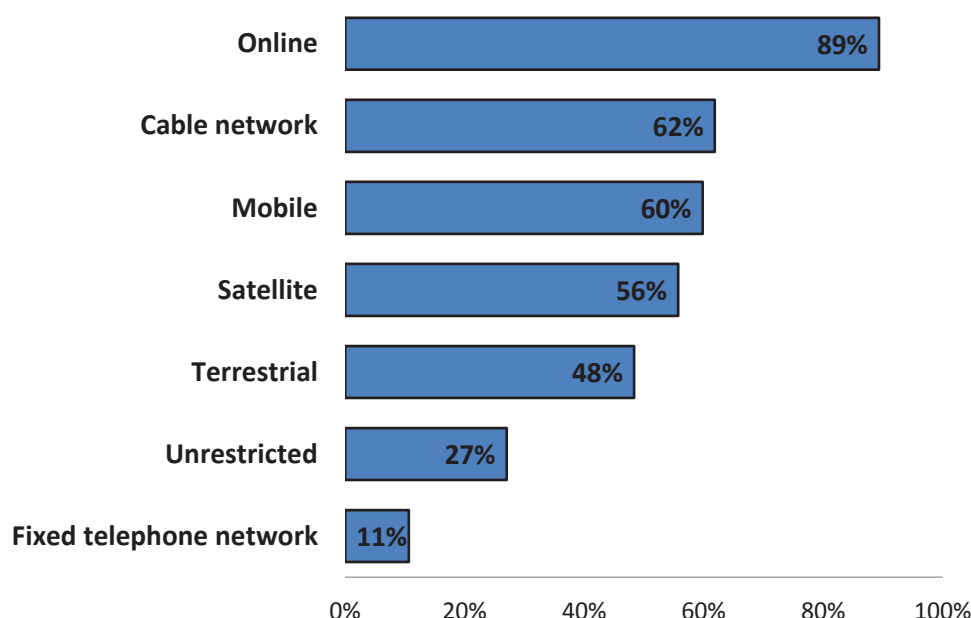 Online 89%
Cable network 62%
Mobile 60%
Satellite 56%
Terrestrial 48%
Unrestricted 27%
Fixed telephone network 11%
0% 20% 40% 60% 80% 100%